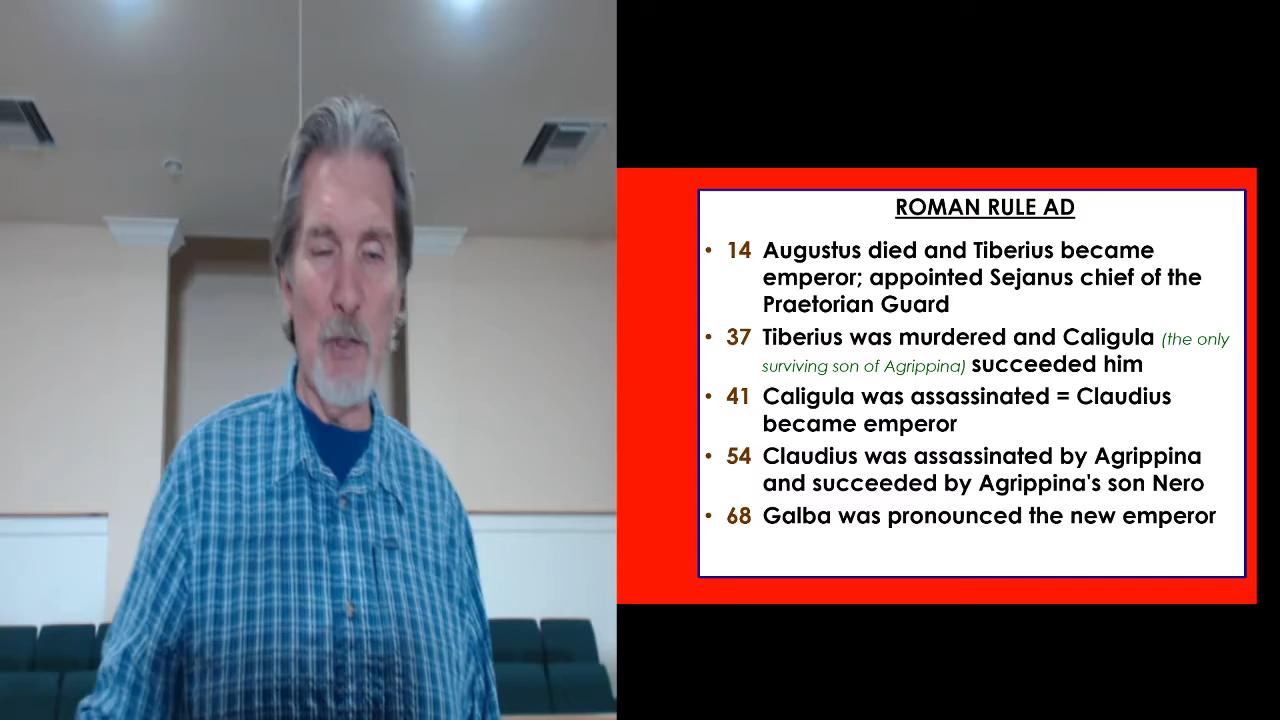 ROMAN RULE AD
• 14 Augustus died and Tiberius became
emperor; appointed Sejanus chief of the
Praetorian Guard
• 37 Tiberius was murdered and Caligula (the only
surviving son of Agrippina) succeeded him
• 41 Caligula was assassinated = Claudius
became emperor
• 54 Claudius was assassinated by Agrippina
and succeeded by Agrippina's son Nero
• 68 Galba was pronounced the new emperor